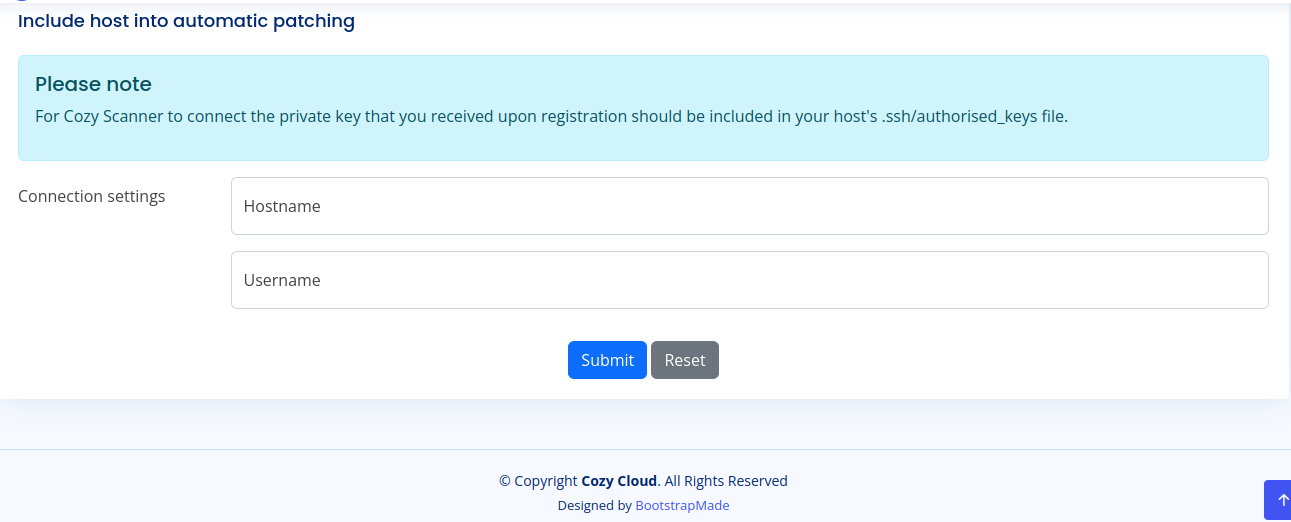 Include host into automatic patching
Please note
For Cozy Scanner to connect the private key that you received upon registration should be included in your host's .ssh/authorised_keys file.
Connection settings
Hostname
Username
Submit Reset
© Copyright Cozy Cloud. All Rights Reserved
Designed by BootstrapMade